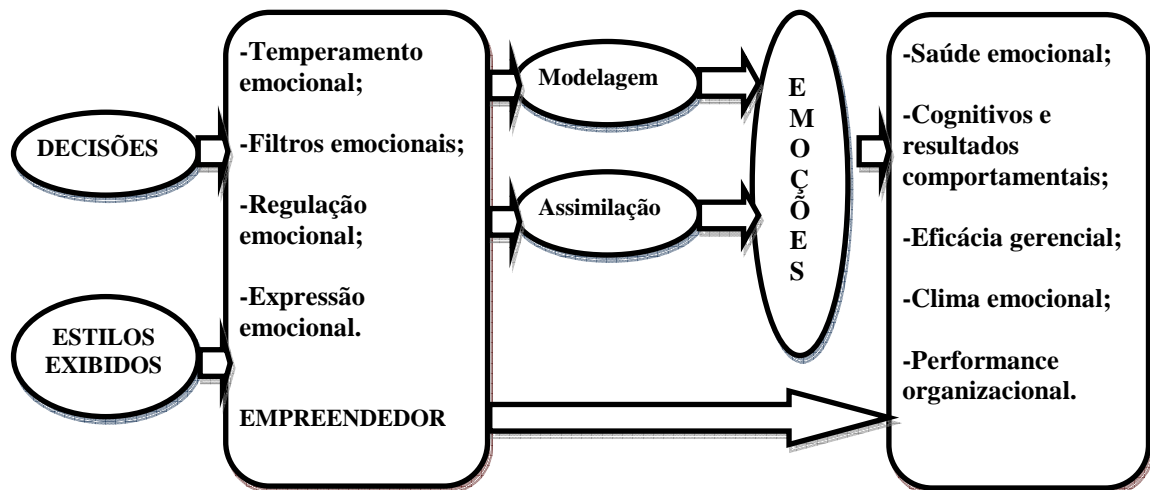 DECISÕES
ESTILOS
EXIBIDOS
-Temperamento
emocional;
-Filtros emocionais;
-Regulação
emocional;
-Expressão
emocional.
EMPREENDEDOR
Modelagem
Assimilação
E
M
O
Ç
Õ
E
S
-Saúde emocional;
-Cognitivos e
resultados
comportamentais;
-Eficácia gerencial;
-Clima emocional;
-Performance
organizacional.